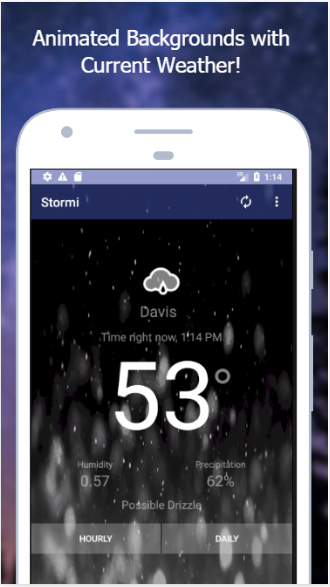 Animated Backgrounds with
Current Weather!
1:14
Stormi
Davis
Time right now, 1:14 PM
53°
Humidity
Precipitation
0.57
62%
Possible Drizzle
HOURLY
DAILY